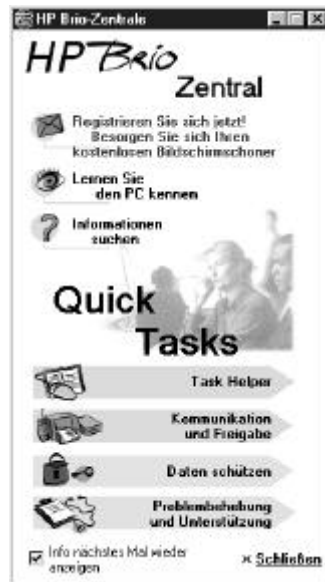 HP Brio-Zentrale
HP Brio
Zentral
Registrieren Sie sich jetzt!
Besorgen Sie sich Ihren
kostenlosen Bildschirmschoner
Lernen Sie
den PC kennen
Informationen
suchen
Quick
Tasks
Task Helper
Kommunikation
und Freigabe
Daten schützen
Problembehebung
und Unterstützung
Info nächstes Mal wieder
anzeigen
× Schließen